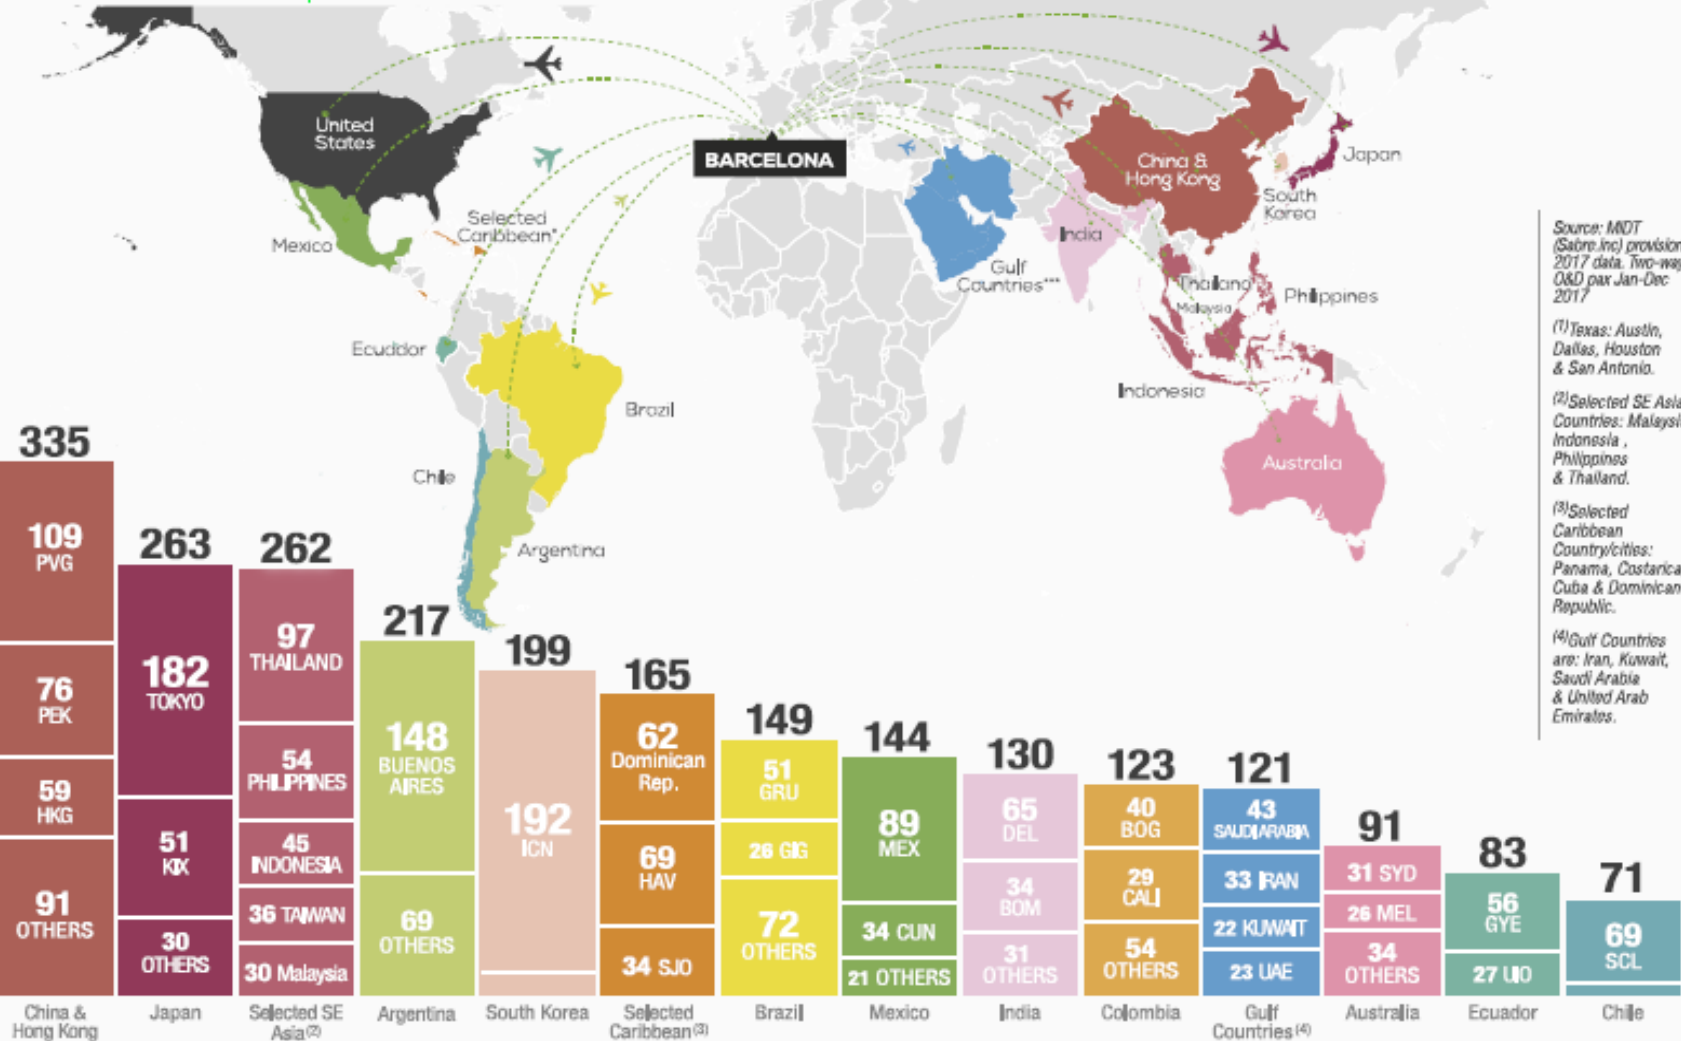 United
States
Mexico
Selected
Caribbean*
Ecuddor
Brazil
Chile
Argentina
BARCELONA
China &
Hong Kong
Japan
South
Korea
India
Gulf
Countries***
Thailand
Malaysia
Philippines
Indonesia
Australia
Source: MIDT
(Sabre.inc) provision
2017 data. Two-way
O&D pax Jan-Dec
2017
(1)Texas: Austin,
Dallas, Houston
& San Antonio.
(2)Selected SE Asia
Countries: Malaysi
Indonesia ,
Philippines
& Thailand.
(3)Selected
Caribbean
Country/cities:
Panama, Costarica
Cuba & Dominican
Republic.
(4)Gulf Countries
are: Iran, Kuwait,
Saudi Arabia
& United Arab
Emirates.
335
109
PVG
76
PEK
59
HKG
91
OTHERS
China &
Hong Kong
263
182
TOKYO
51
KIX
30
OTHERS
Japan
262
97
THAILAND
54
PHILIPPINES
45
INDONESIA
36 TAIWAN
30 Malaysia
Selected SE
Asia(2)
217
148
BUENOS
AIRES
69
OTHERS
Argentina
199
192
ICN
South Korea
165
62
Dominican
Rep.
69
HAV
34 SJO
Selected
Caribbean(3)
149
51
GRU
26 GIG
72
OTHERS
Brazil
144
89
MEX
34 CUN
21 OTHERS
Mexico
130
65
DEL
34
BOM
31
OTHERS
India
123
40
BOG
29
CALI
54
OTHERS
Colombia
121
43
SAUDI ARABIA
33 IRAN
22 KUWAIT
23 UAE
Gulf
Countries(4)
91
31 SYD
26 MEL
34
OTHERS
Australia
83
56
GYE
27 UIO
Ecuador
71
69
SCL
Chile